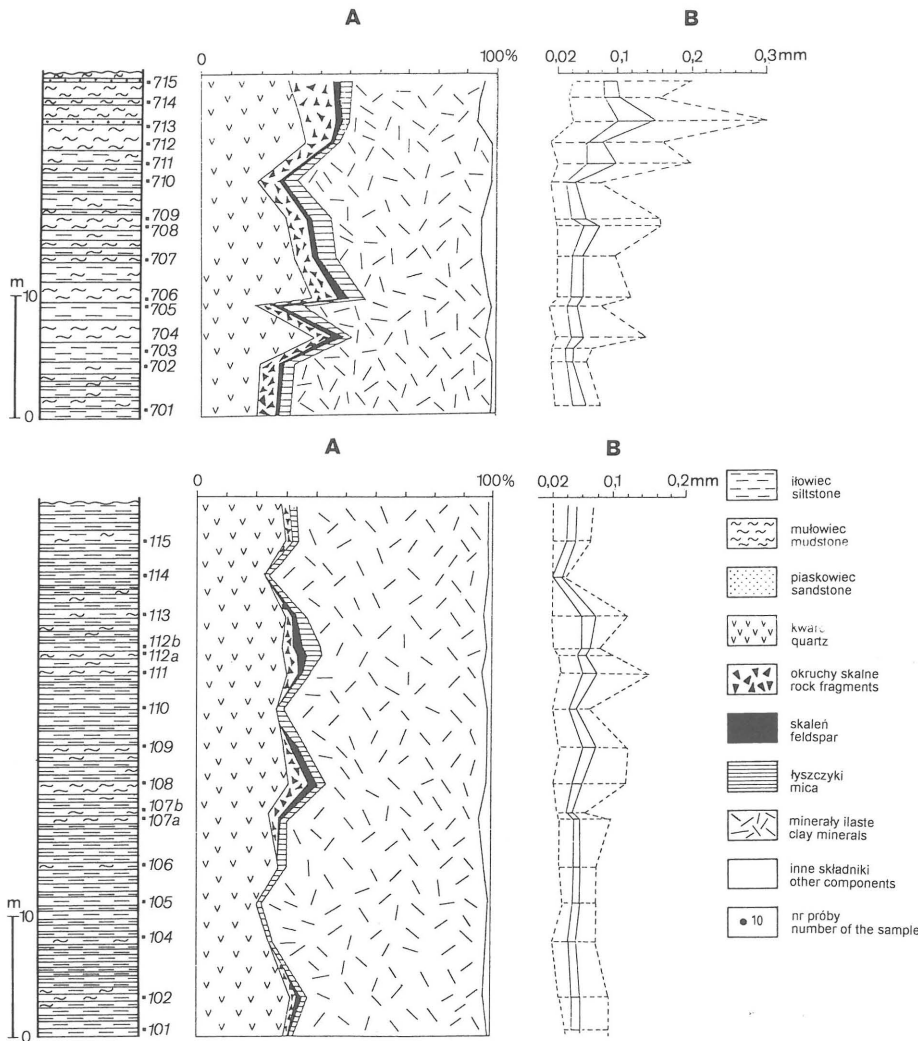 A
B
0
100%
0,02
0,1
0,2
0,3mm
715
714
713
712
711
710
709
708
707
706
705
704
703
702
701
m
10
0
A
B
0
100%
0,02
0,1
0,2mm
115
114
113
112b
112a
111
110
109
108
107b
107a
106
105
104
102
101
m
10
0
iłowiec
siltstone
mułowiec
mudstone
piaskowiec
sandstone
kwarc
quartz
okruchy skalne
rock fragments
skaleń
feldspar
łyszczyki
mica
minerały ilaste
clay minerals
inne składniki
other components
10
nr próby
number of the sample